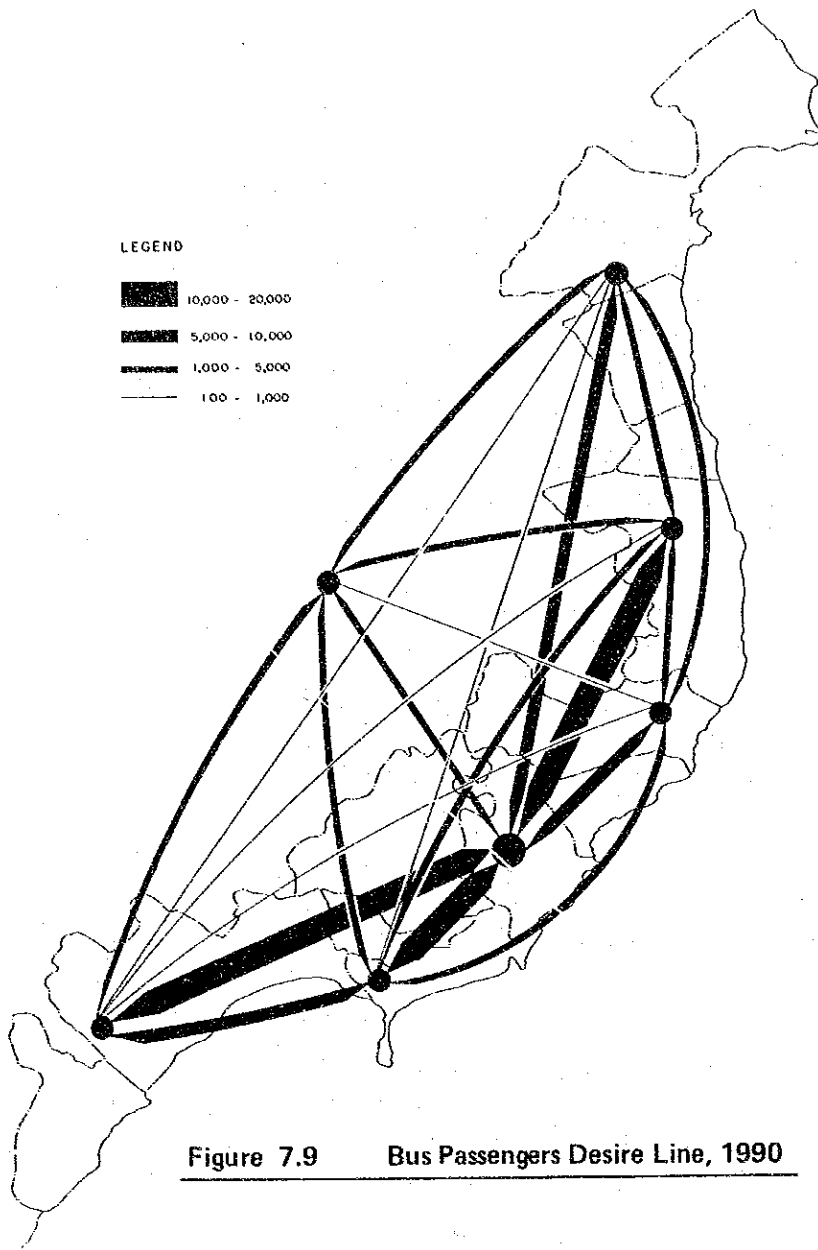 LEGEND
10,000 - 20,000
5,000 - 10,000
1,000 - 5,000
100 - 1,000
Figure 7.9 Bus Passengers Desire Line, 1990